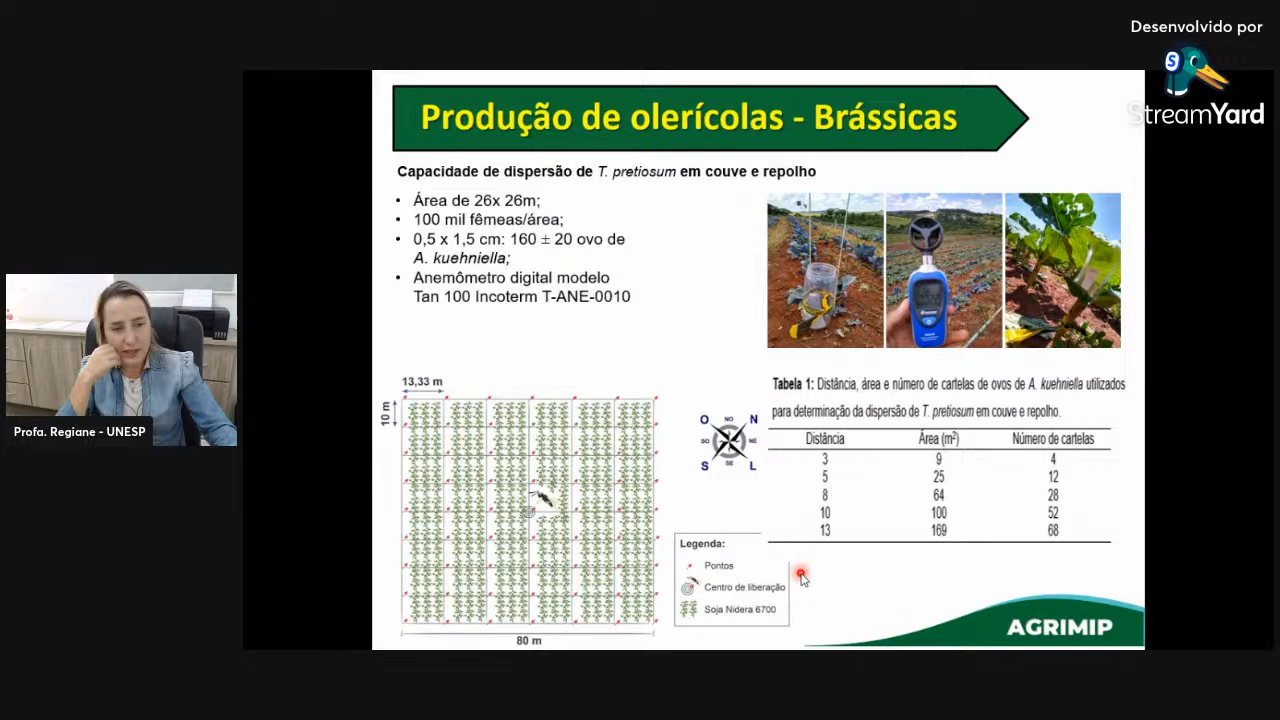 Desenvolvido por
StreamYard
Produção de olerícolas - Brássicas
Capacidade de dispersão de T. pretiosum em couve e repolho
• Área de 26x 26m;
• 100 mil fêmeas/área;
• 0,5 x 1,5 cm: 160 ± 20 ovo de
A. kuehniella;
• Anemômetro digital modelo
Tan 100 Incoterm T-ANE-0010
Profa. Regiane - UNESP
13,33 m
10 m
80 m
O NO N
SO NE
S SE L
Legenda:
Pontos
Centro de liberação
Soja Nidera 6700
Tabela 1: Distância, área e número de cartelas de ovos de A. kuehniella utilizados
para determinação da dispersão de T. pretiosum em couve e repolho.
Distância Área (m²) Número de cartelas
3 9 4
5 25 12
8 64 28
10 100 52
13 169 68
AGRIMIP